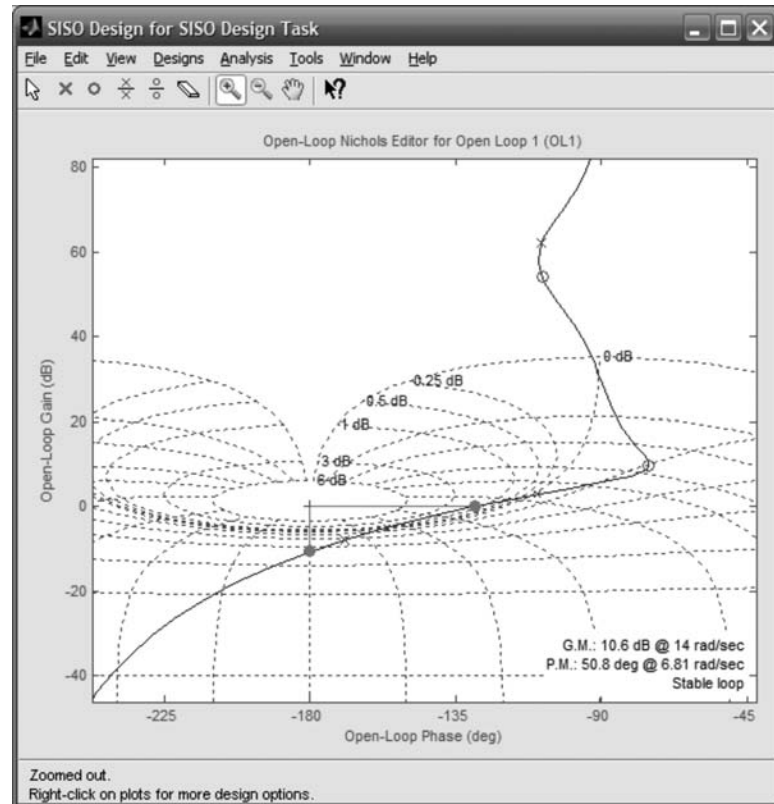 SISO Design for SISO Design Task
File Edit View Designs Analysis Tools Window Help
Open-Loop Nichols Editor for Open Loop 1 (OL1)
Open-Loop Gain (dB)
80
60
40
20
0
-20
-40
0 dB
0.25 dB
0.5 dB
1 dB
3 dB
6 dB
G.M.: 10.6 dB @ 14 rad/sec
P.M.: 50.8 deg @ 6.81 rad/sec
Stable loop
-225 -180 -135 -90 -45
Open-Loop Phase (deg)
Zoomed out.
Right-click on plots for more design options.